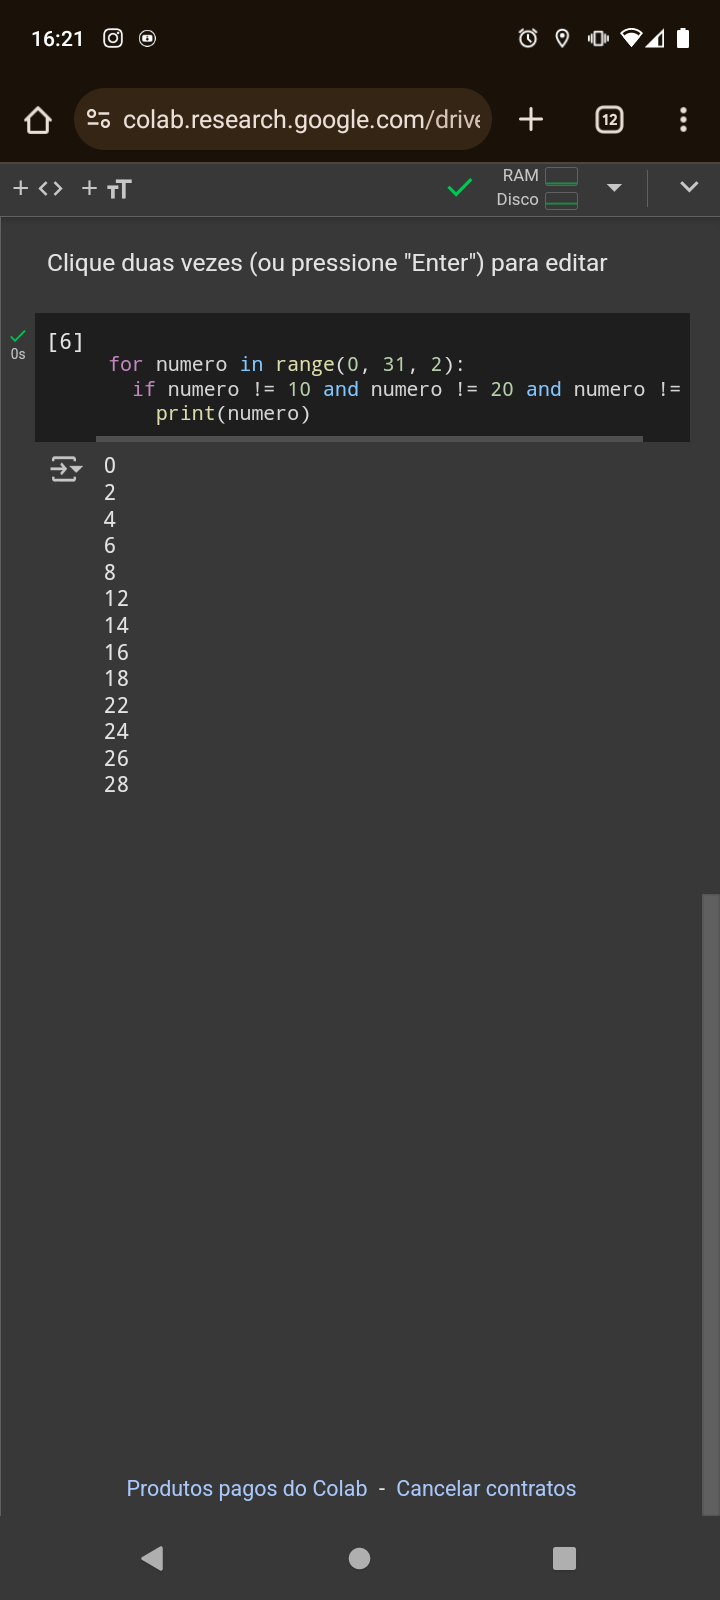 16:21
colab.research.google.com/drive
12
RAM
Disco
Clique duas vezes (ou pressione "Enter") para editar
0s
[6]
for numero in range(0, 31, 2):
if numero != 10 and numero != 20 and numero !=
print(numero)
0
2
4
6
8
12
14
16
18
22
24
26
28
Produtos pagos do Colab - Cancelar contratos